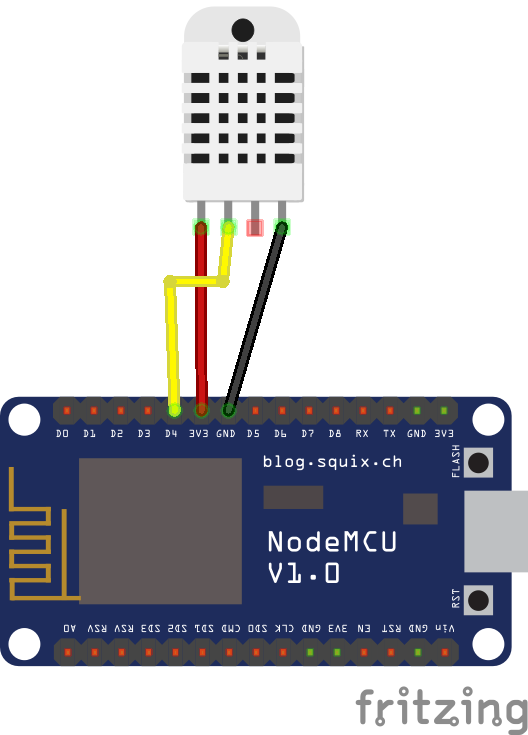 D0 D1 D2 D3 D4 3V3 GND D5 D6 D7 D8 RX TX GND 3V3
blog.squix.ch
FLASH
NodeMCU
V1.0
RST
A0 RSV RSV SD3 SD2 SD1 CMD SD0 CLK GND 3V3 EN RST GND Vin
fritzing